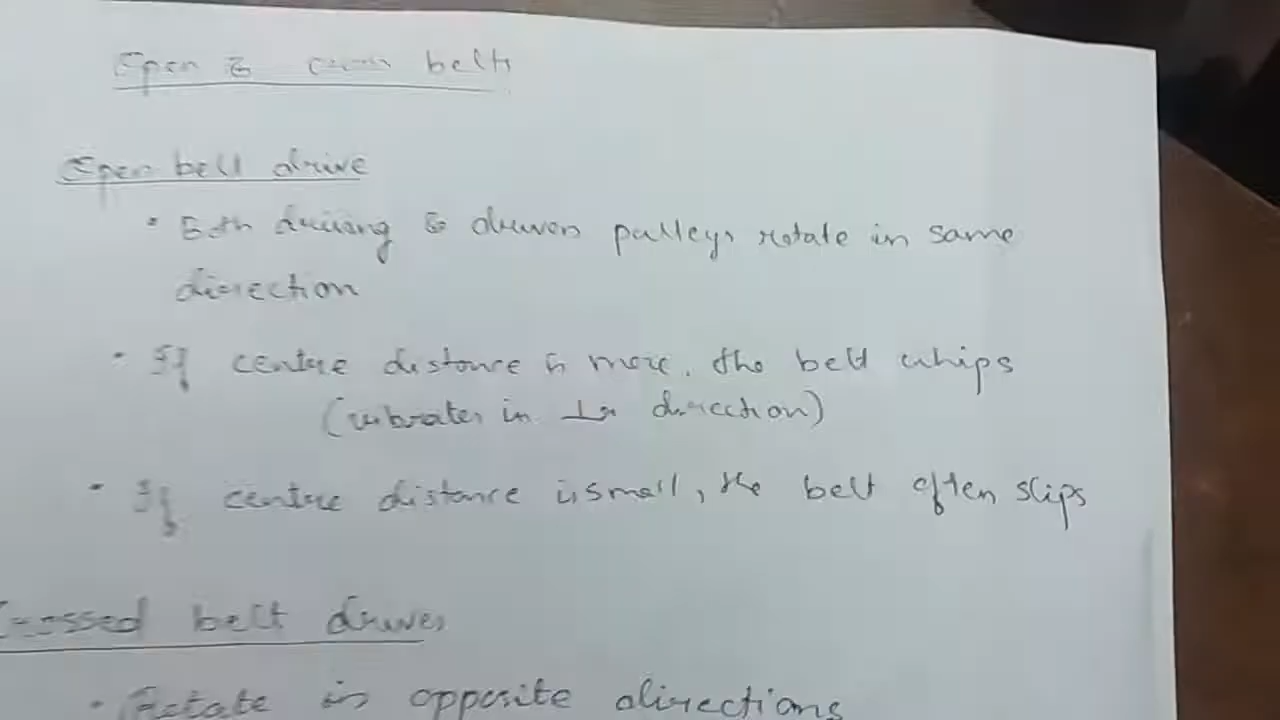 Open & cross belts
Open belt drive
• Both driving & driven pulleys rotate in same
direction
• If centre distance is more, the belt whips
(vibrates in ⊥r direction)
• If centre distance is small, the belt often slips
Crossed belt drives
• Rotate in opposite directions